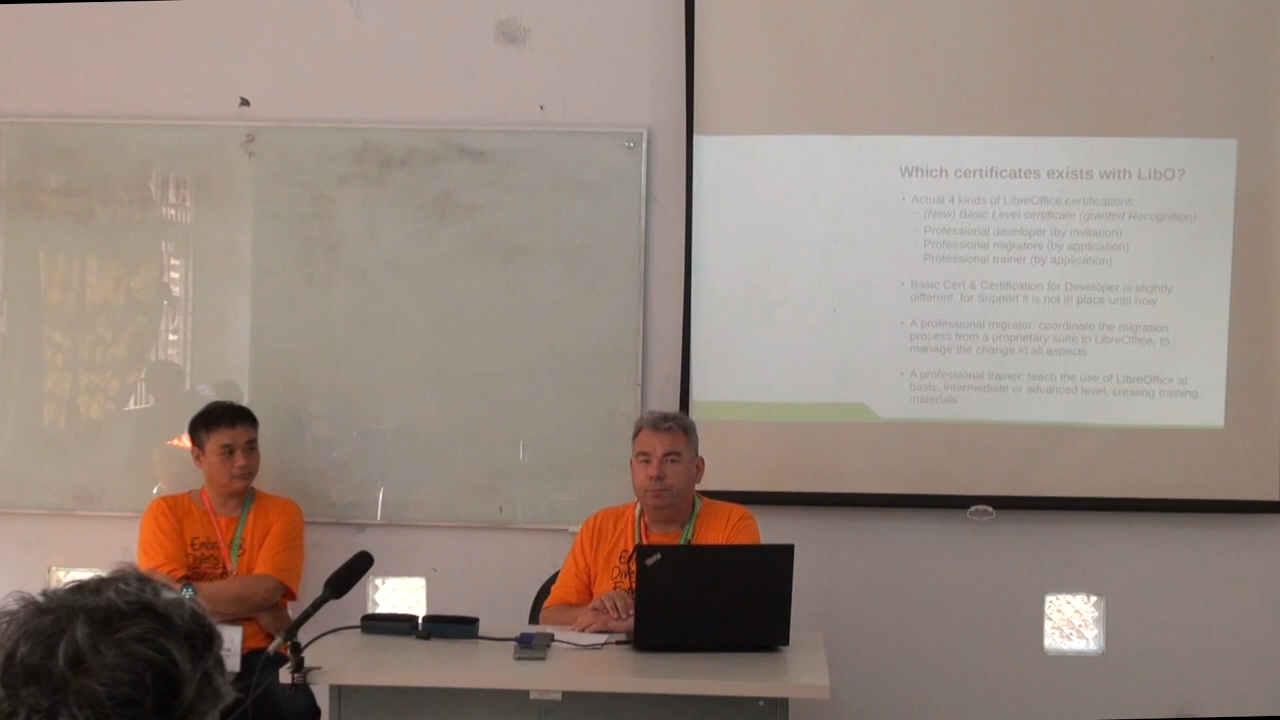 Which certificates exists with LibO?
• Actual 4 kinds of LibreOffice certifications
- (New) Basic Level certificate (granted Recognition)
- Professional developer (by invitation)
- Professional migrators (by application)
Professional trainer (by application)
• Basic Cert & Certification for Developer is slightly
different, for Support it is not in place until now
• A professional migrator: coordinate the migration
process from a proprietary suite to LibreOffice, to
manage the change in all aspects
• A professional trainer: teach the use of LibreOffice at
basic, intermediate or advanced level, creating training
materials
ThinkPad